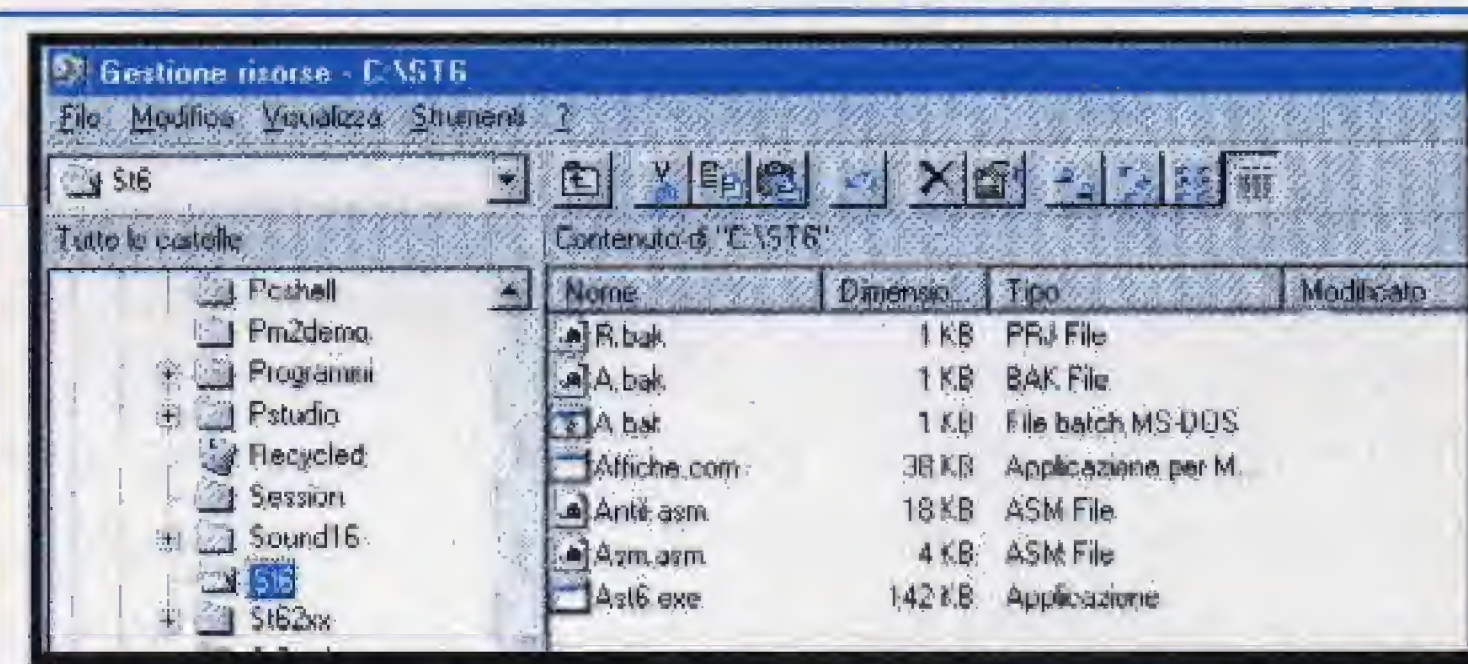 Gestione risorse - C:\ST6
File Modifica Visualizza Strumenti ?
St6
Tutte le cartelle
Contenuto di "C:\ST6"
Pcshell
Pm2demo
Programmi
Pstudio
Recycled
Session
Sound16
St6
St62xx
Nome Dimensio... Tipo Modificato
R.bak 1 KB PRJ File
A.bak 1 KB BAK File
A.bat 1 KB File batch MS-DOS
Affiche.com 38 KB Applicazione per M...
asm 18 KB ASM File
Asm.asm 4 KB ASM File
Ast6.exe 142 KB Applicazione